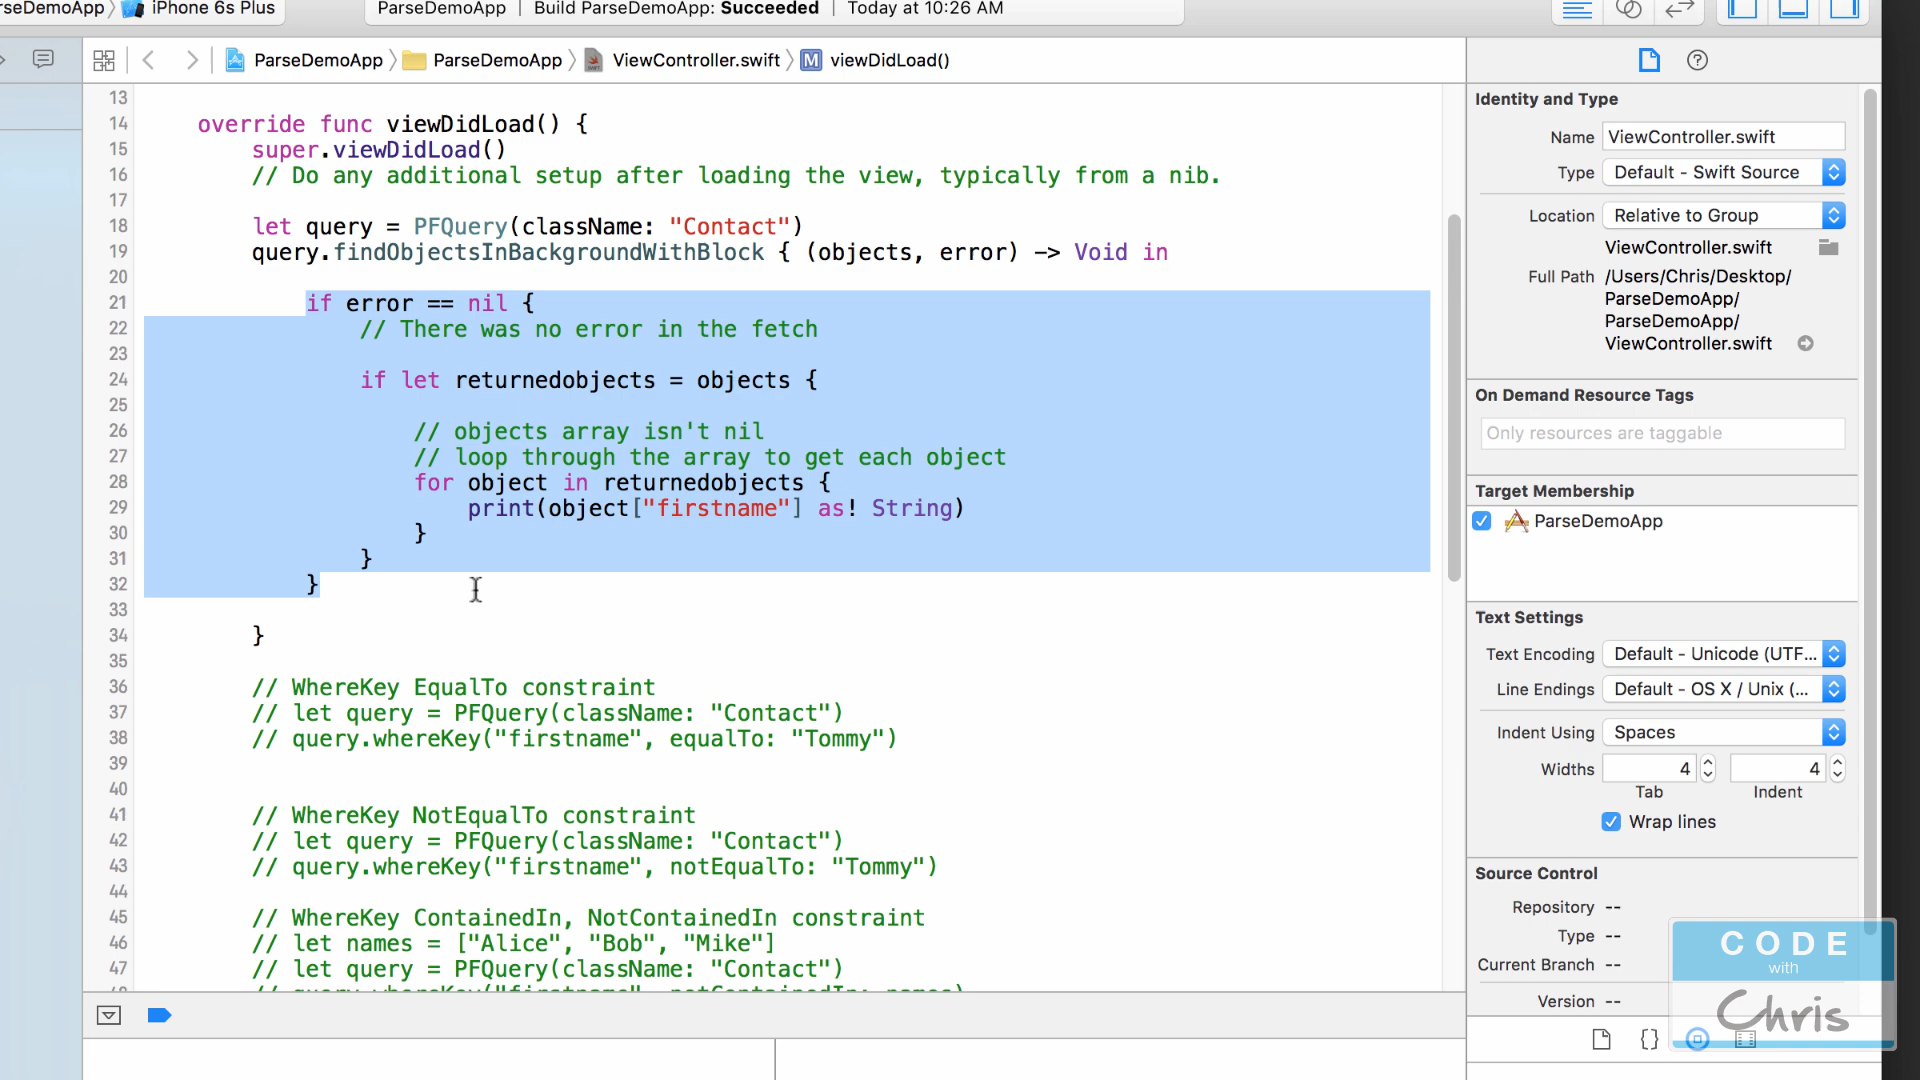 rseDemoApp iPhone 6s Plus
ParseDemoApp Build ParseDemoApp: Succeeded Today at 10:26 AM
ParseDemoApp ParseDemoApp ViewController.swift M viewDidLoad()
13
14 override func viewDidLoad() {
15 super.viewDidLoad()
16 // Do any additional setup after loading the view, typically from a nib.
17
18 let query = PFQuery(className: "Contact")
19 query.findObjectsInBackgroundWithBlock { (objects, error) -> Void in
20
21 if error == nil {
22 // There was no error in the fetch
23
24 if let returnedobjects = objects {
25
26 // objects array isn't nil
27 // loop through the array to get each object
28 for object in returnedobjects {
29 print(object["firstname"] as! String)
30 }
31 }
32 }
33
34 }
35
36 // WhereKey EqualTo constraint
37 // let query = PFQuery(className: "Contact")
38 // query.whereKey("firstname", equalTo: "Tommy")
39
40
41 // WhereKey NotEqualTo constraint
42 // let query = PFQuery(className: "Contact")
43 // query.whereKey("firstname", notEqualTo: "Tommy")
44
45 // WhereKey ContainedIn, NotContainedIn constraint
46 // let names = ["Alice", "Bob", "Mike"]
47 // let query = PFQuery(className: "Contact")
48 // query.whereKey("firstname", notContainedIn: names)
Identity and Type
Name ViewController.swift
Type Default - Swift Source
Location Relative to Group
ViewController.swift
Full Path /Users/Chris/Desktop/
ParseDemoApp/
ParseDemoApp/
ViewController.swift
On Demand Resource Tags
Only resources are taggable
Target Membership
ParseDemoApp
Text Settings
Text Encoding Default - Unicode (UTF...
Line Endings Default - OS X / Unix (...
Indent Using Spaces
Widths 4 4
Tab Indent
Wrap lines
Source Control
Repository --
Type --
Current Branch --
Version --
CODE
with
Chris